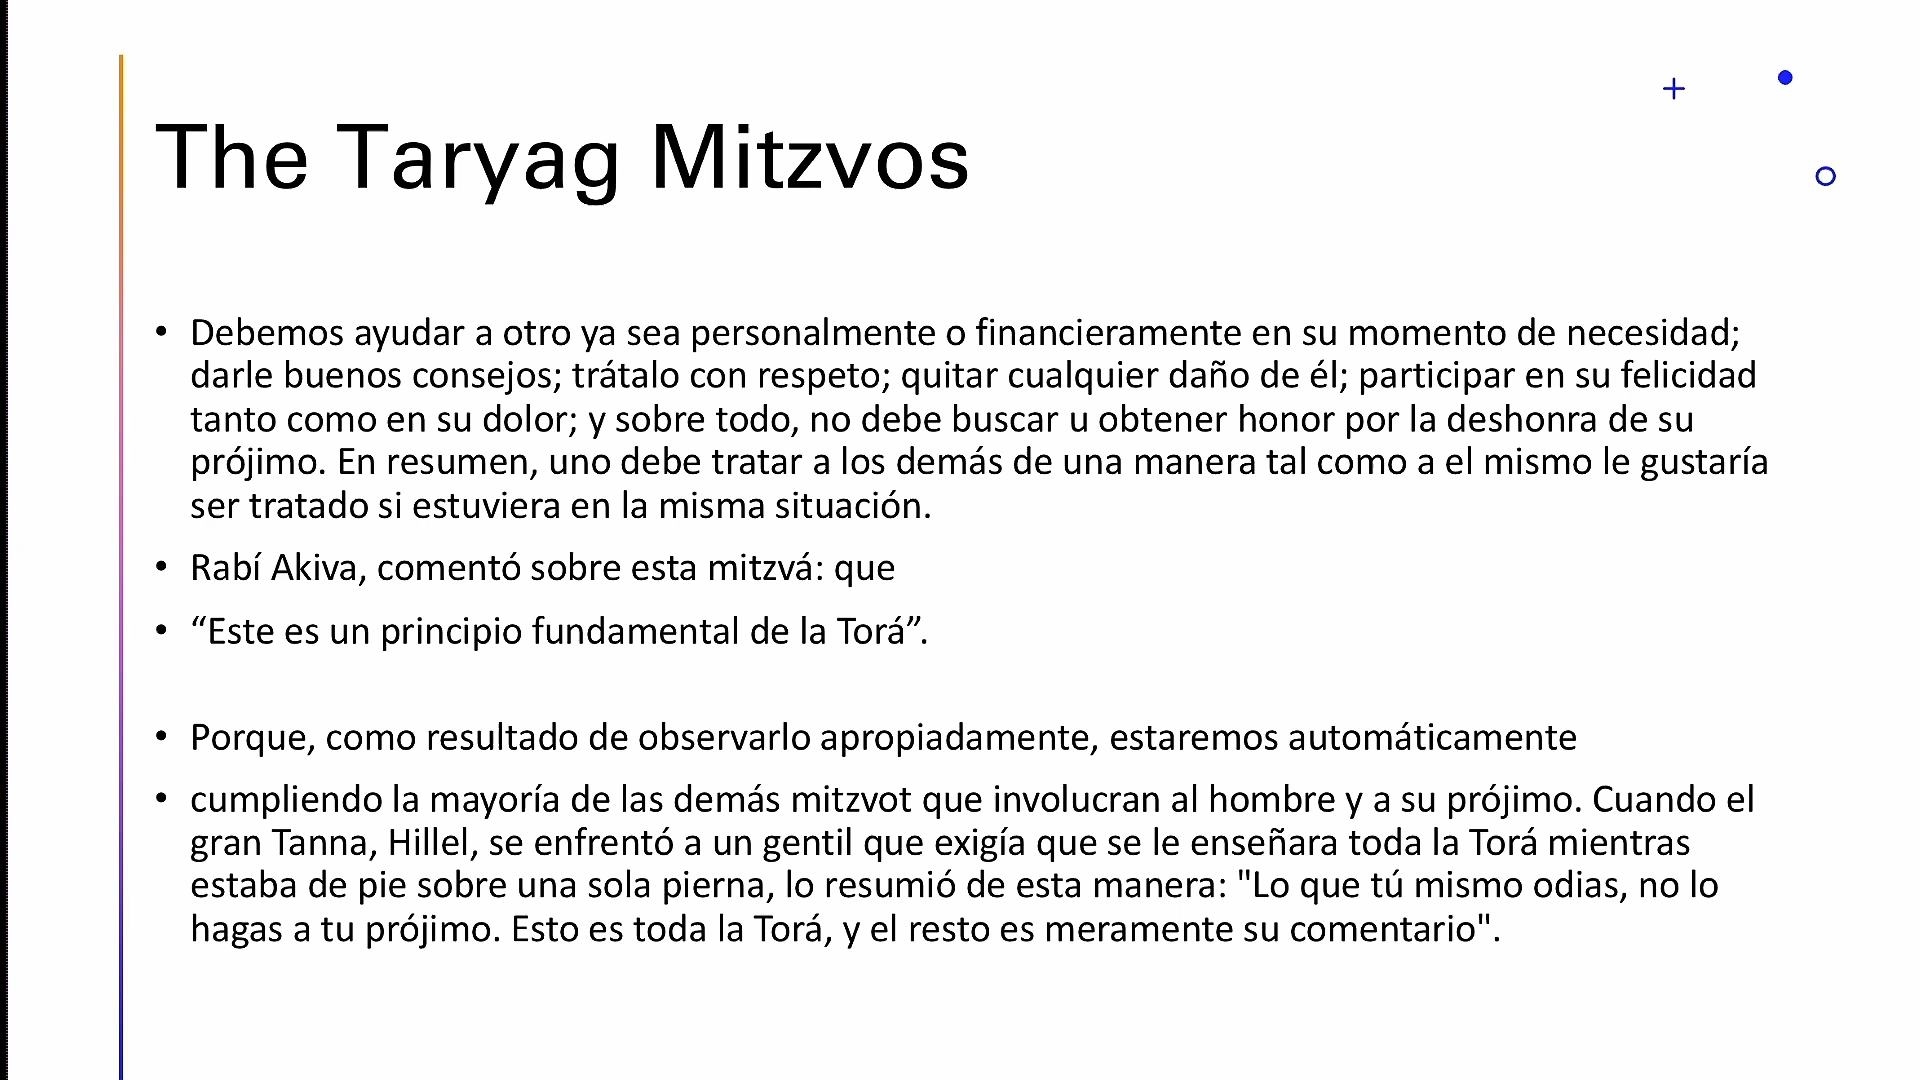 The Taryag Mitzvos
• Debemos ayudar a otro ya sea personalmente o financieramente en su momento de necesidad;
darle buenos consejos; trátalo con respeto; quitar cualquier daño de él; participar en su felicidad
tanto como en su dolor; y sobre todo, no debe buscar u obtener honor por la deshonra de su
prójimo. En resumen, uno debe tratar a los demás de una manera tal como a el mismo le gustaría
ser tratado si estuviera en la misma situación.
• Rabí Akiva, comentó sobre esta mitzvá: que
• “Este es un principio fundamental de la Torá”.
• Porque, como resultado de observarlo apropiadamente, estaremos automáticamente
• cumpliendo la mayoría de las demás mitzvot que involucran al hombre y a su prójimo. Cuando el
gran Tanna, Hillel, se enfrentó a un gentil que exigía que se le enseñara toda la Torá mientras
estaba de pie sobre una sola pierna, lo resumió de esta manera: "Lo que tú mismo odias, no lo
hagas a tu prójimo. Esto es toda la Torá, y el resto es meramente su comentario".